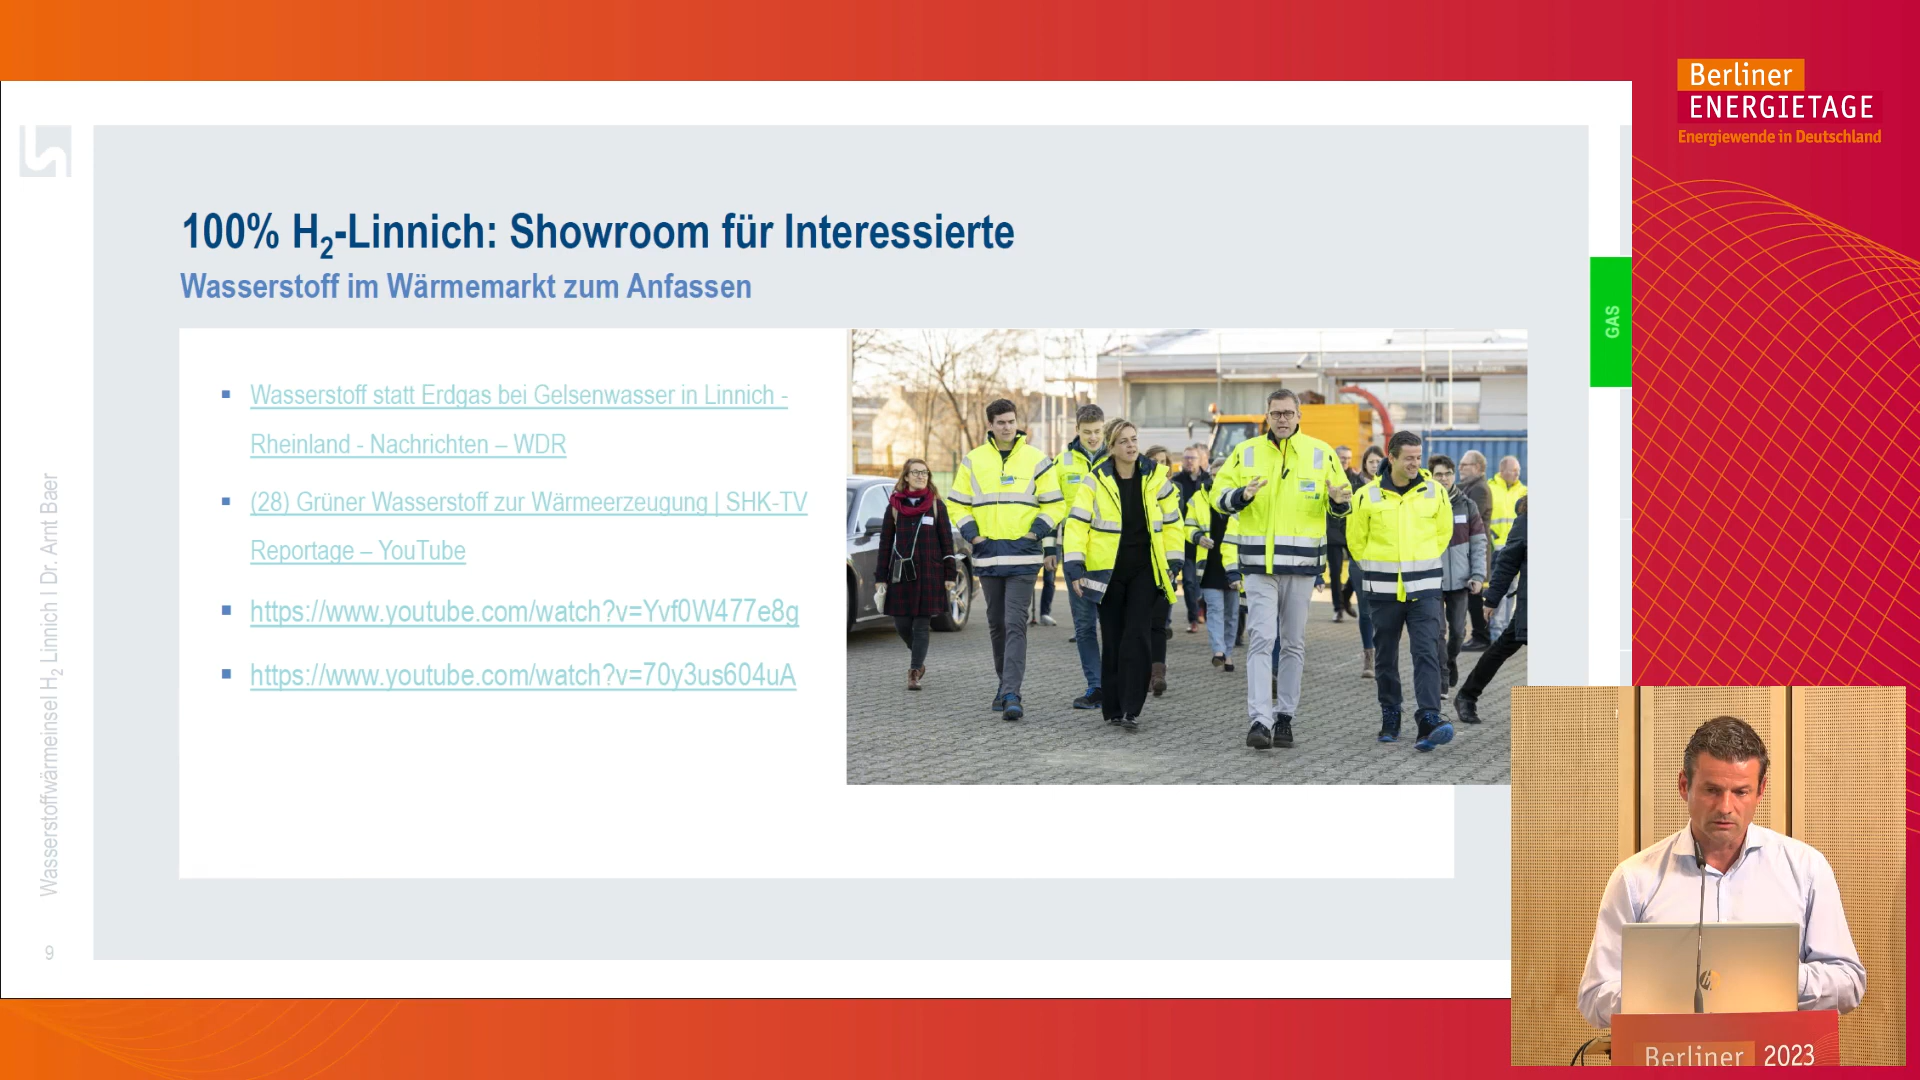 Berliner
ENERGIETAGE
Energiewende in Deutschland
100% H₂-Linnich: Showroom für Interessierte
Wasserstoff im Wärmemarkt zum Anfassen
▪ Wasserstoff statt Erdgas bei Gelsenwasser in Linnich -
Rheinland - Nachrichten – WDR
▪ (28) Grüner Wasserstoff zur Wärmeerzeugung | SHK-TV
Reportage – YouTube
▪ https://www.youtube.com/watch?v=Yvf0W477e8g
▪ https://www.youtube.com/watch?v=70y3us604uA
GAS
Wasserstoffwärmeinsel H₂ Linnich I Dr. Arnt Baer
9
hp
Berliner 2023